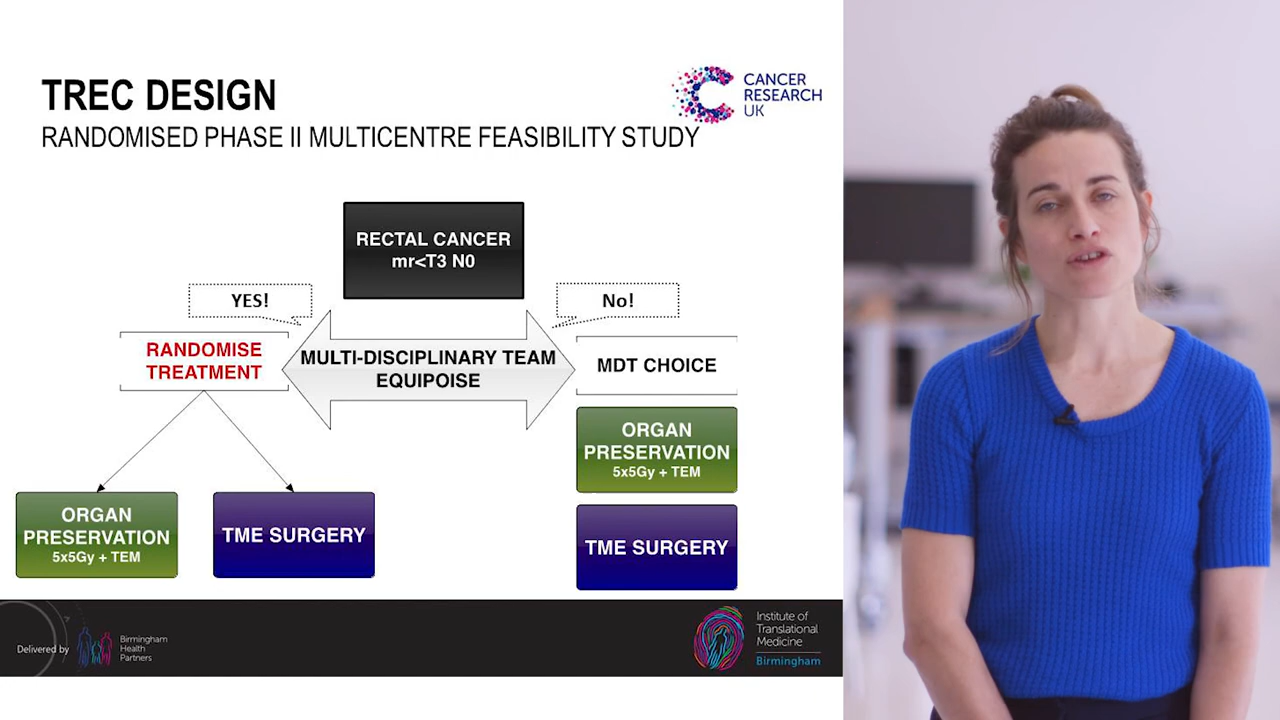 TREC DESIGN
RANDOMISED PHASE II MULTICENTRE FEASIBILITY STUDY
CANCER
RESEARCH
UK
RECTAL CANCER
mr<T3 N0
YES!
No!
RANDOMISE
TREATMENT
MULTI-DISCIPLINARY TEAM
EQUIPOISE
MDT CHOICE
ORGAN
PRESERVATION
5x5Gy + TEM
TME SURGERY
ORGAN
PRESERVATION
5x5Gy + TEM
TME SURGERY
Delivered by
Birmingham
Health
Partners
Institute of
Translational
Medicine
Birmingham